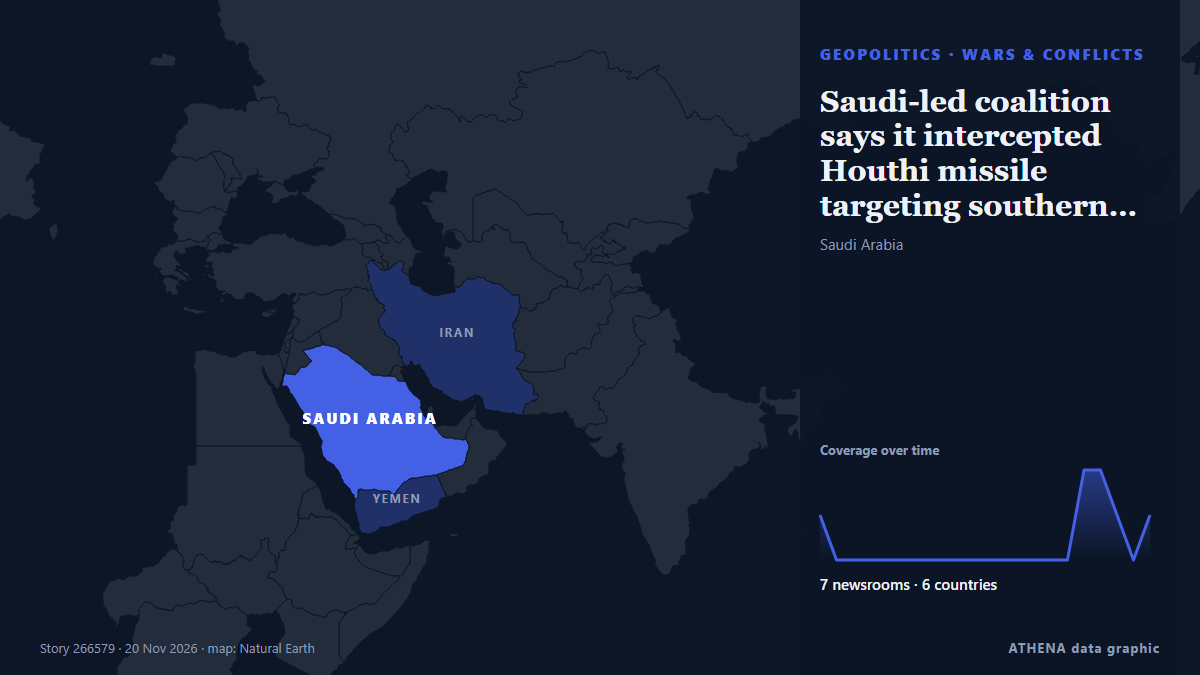 GEOPOLITICS · WARS & CONFLICTS
Saudi-led coalition
says it intercepted
Houthi missile
targeting southern...
Saudi Arabia
IRAN
SAUDI ARABIA
YEMEN
Coverage over time
7 newsrooms · 6 countries
Story 266579 · 20 Nov 2026 · map: Natural Earth
ATHENA data graphic